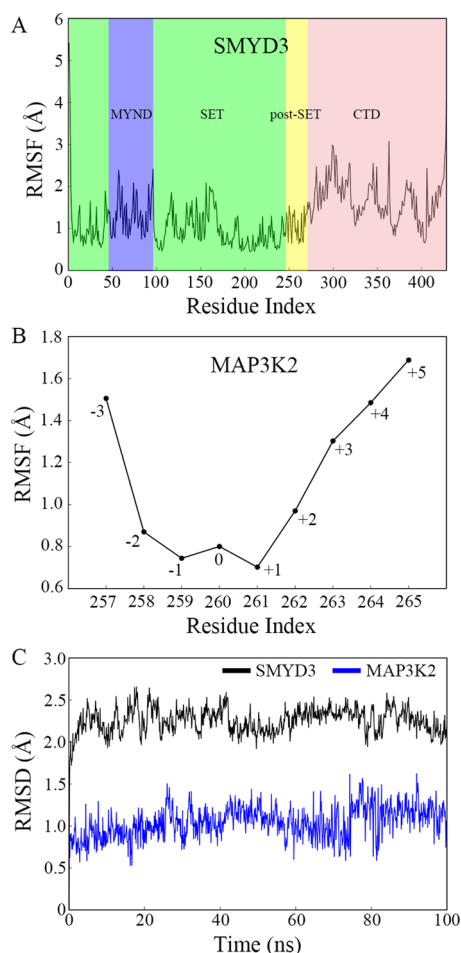 A
SMYD3
6
5
4
3
2
1
0
RMSF (Å)
MYND SET post-SET CTD
0 50 100 150 200 250 300 350 400
Residue Index
B
MAP3K2
1.8
1.6
1.4
1.2
1.0
0.8
0.6
RMSF (Å)
-3
-2
-1
0
+1
+2
+3
+4
+5
257 258 259 260 261 262 263 264 265
Residue Index
C
SMYD3 MAP3K2
3.0
2.5
2.0
1.5
1.0
0.5
0
RMSD (Å)
0 20 40 60 80 100
Time (ns)